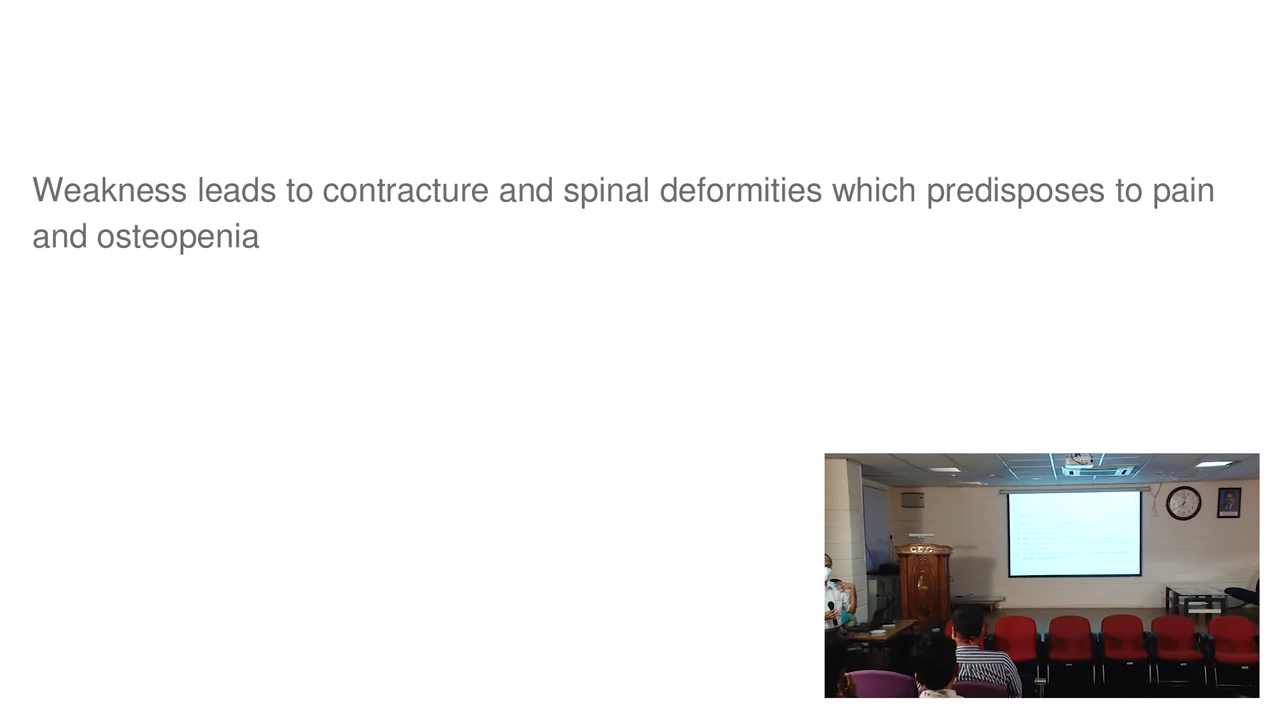 Weakness leads to contracture and spinal deformities which predisposes to pain
and osteopenia